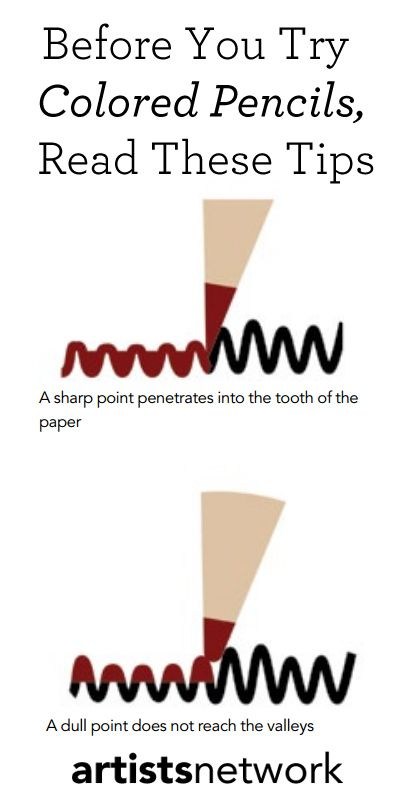 Before You Try
Colored Pencils,
Read These Tips
A sharp point penetrates into the tooth of the
paper
A dull point does not reach the valleys
artistsnetwork